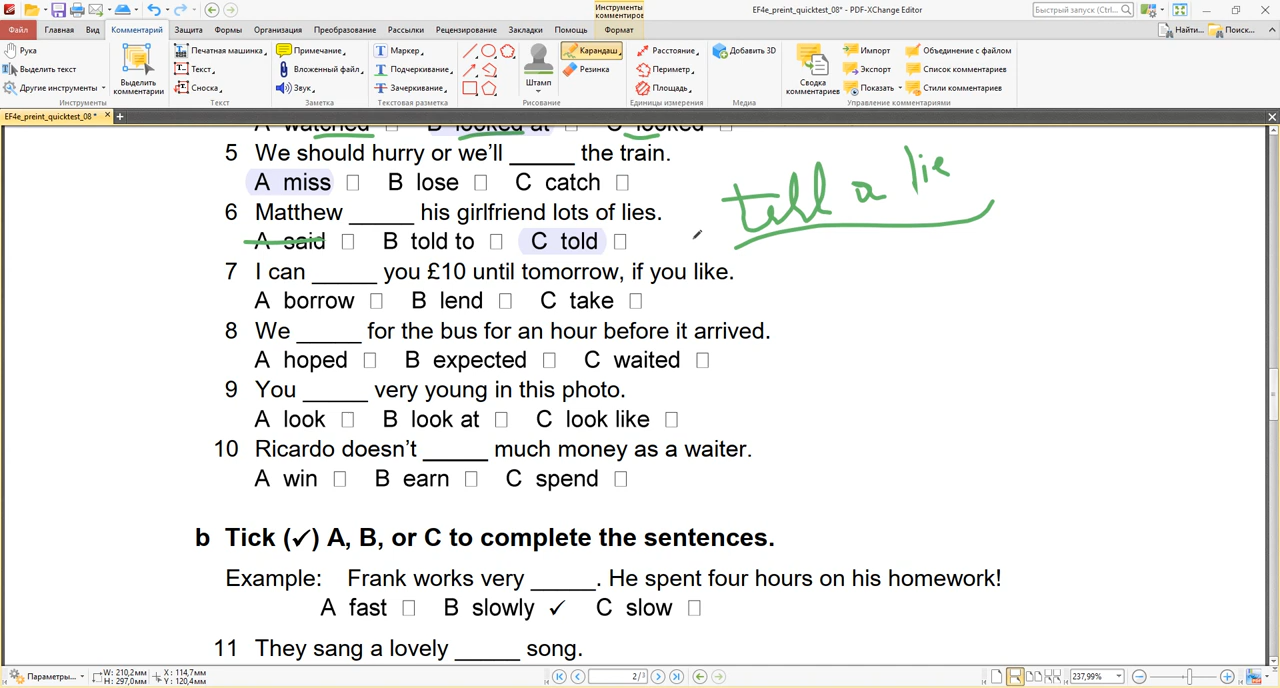 Инструменты комментариев
EF4e_preint_quicktest_08* - PDF-XChange Editor
Быстрый запуск (Ctrl...
Файл Главная Вид Комментарий Защита Формы Организация Преобразование Рассылки Рецензирование Закладки Помощь Формат Найти... Поиск...
Рука
Выделить текст
Другие инструменты
Инструменты
Выделить комментарии
Печатная машинка
Текст
Сноска
Текст
Примечание
Вложенный файл
Звук
Заметка
Маркер
Подчеркивание
Зачеркивание
Текстовая разметка
Штамп
Карандаш
Резинка
Рисование
Расстояние
Периметр
Площадь
Единицы измерения
Добавить 3D
Медиа
Сводка комментариев
Импорт
Экспорт
Показать
Объединение с файлом
Список комментариев
Стили комментариев
Управление комментариями
EF4e_preint_quicktest_08 *
A watched B looked at C looked
5 We should hurry or we’ll _____ the train.
A miss B lose C catch
tell a lie
6 Matthew _____ his girlfriend lots of lies.
A said B told to C told
7 I can _____ you £10 until tomorrow, if you like.
A borrow B lend C take
8 We _____ for the bus for an hour before it arrived.
A hoped B expected C waited
9 You _____ very young in this photo.
A look B look at C look like
10 Ricardo doesn’t _____ much money as a waiter.
A win B earn C spend
b Tick (✓) A, B, or C to complete the sentences.
Example: Frank works very _____. He spent four hours on his homework!
A fast B slowly ✓ C slow
11 They sang a lovely _____ song.
Параметры...
W: 210,2мм
H: 297,0мм
X: 114,7мм
Y: 120,4мм
237,99%